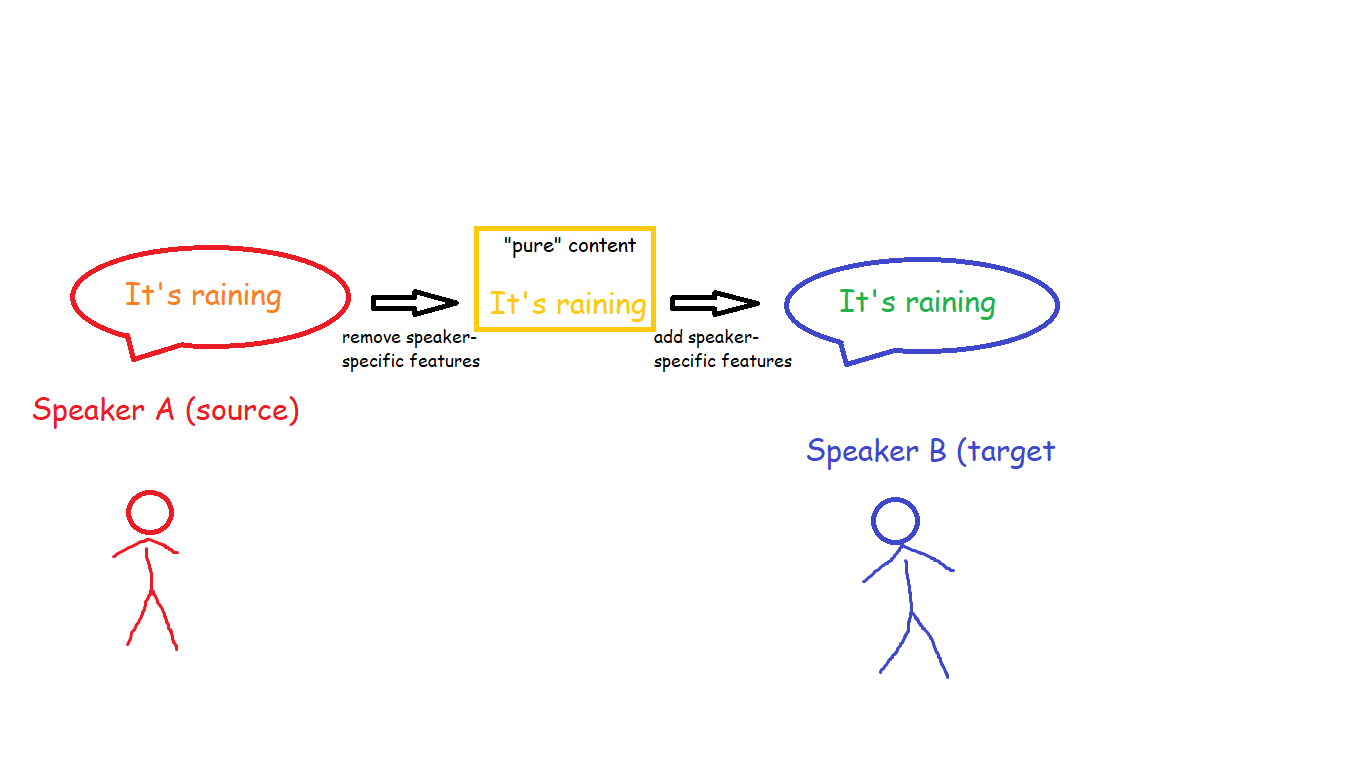 "pure" content
It's raining
It's raining
It's raining
remove speaker-
specific features
add speaker-
specific features
Speaker A (source)
Speaker B (target